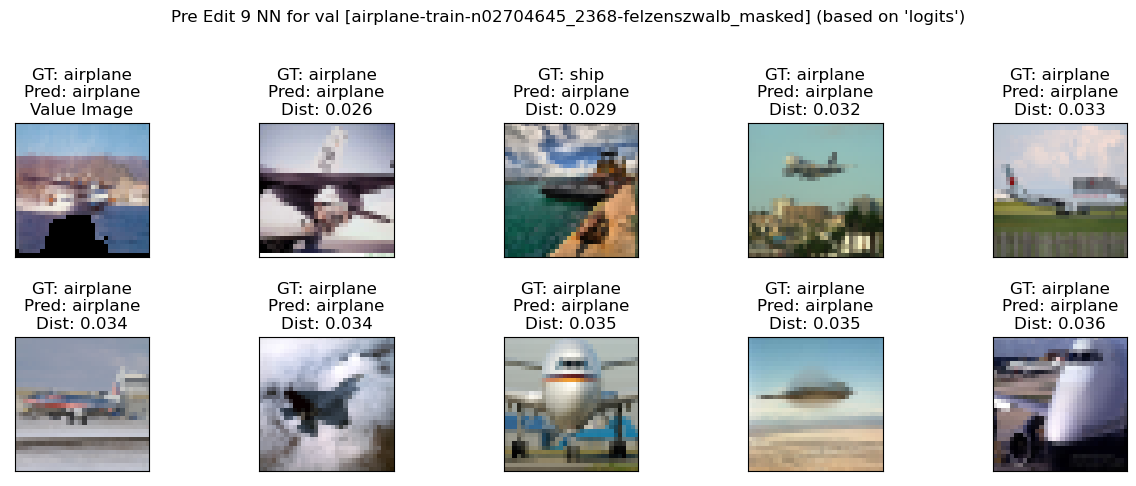 Pre Edit 9 NN for val [airplane-train-n02704645_2368-felzenszwalb_masked] (based on 'logits')
GT: airplane
Pred: airplane
Value Image
GT: airplane
Pred: airplane
Dist: 0.026
GT: ship
Pred: airplane
Dist: 0.029
GT: airplane
Pred: airplane
Dist: 0.032
GT: airplane
Pred: airplane
Dist: 0.033
GT: airplane
Pred: airplane
Dist: 0.034
GT: airplane
Pred: airplane
Dist: 0.034
GT: airplane
Pred: airplane
Dist: 0.035
GT: airplane
Pred: airplane
Dist: 0.035
GT: airplane
Pred: airplane
Dist: 0.036